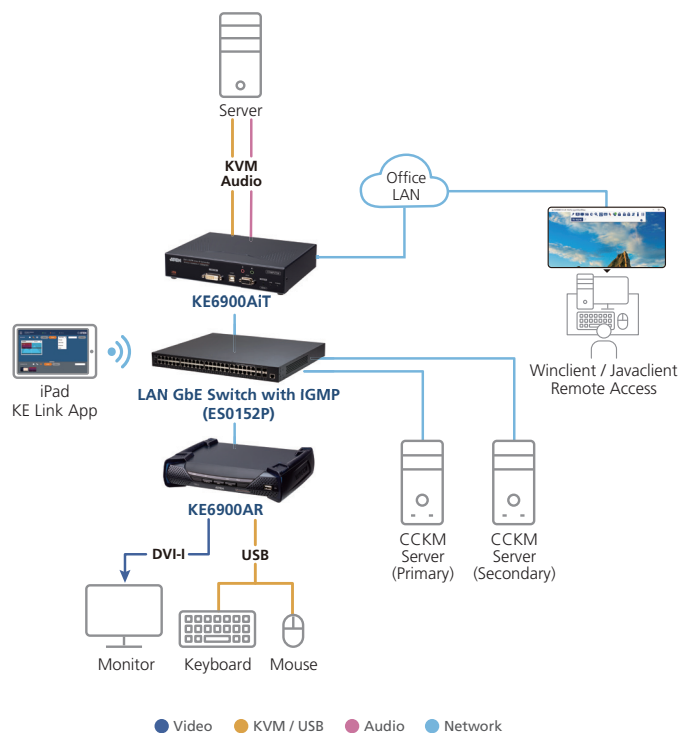 Server
KVM
Audio
Office
LAN
ATEN
KE6900AiT
iPad
KE Link App
LAN GbE Switch with IGMP
(ES0152P)
Winclient / Javaclient
Remote Access
KE6900AR
DVI-I
USB
CCKM
Server
(Primary)
CCKM
Server
(Secondary)
Monitor
Keyboard
Mouse
Video
KVM / USB
Audio
Network